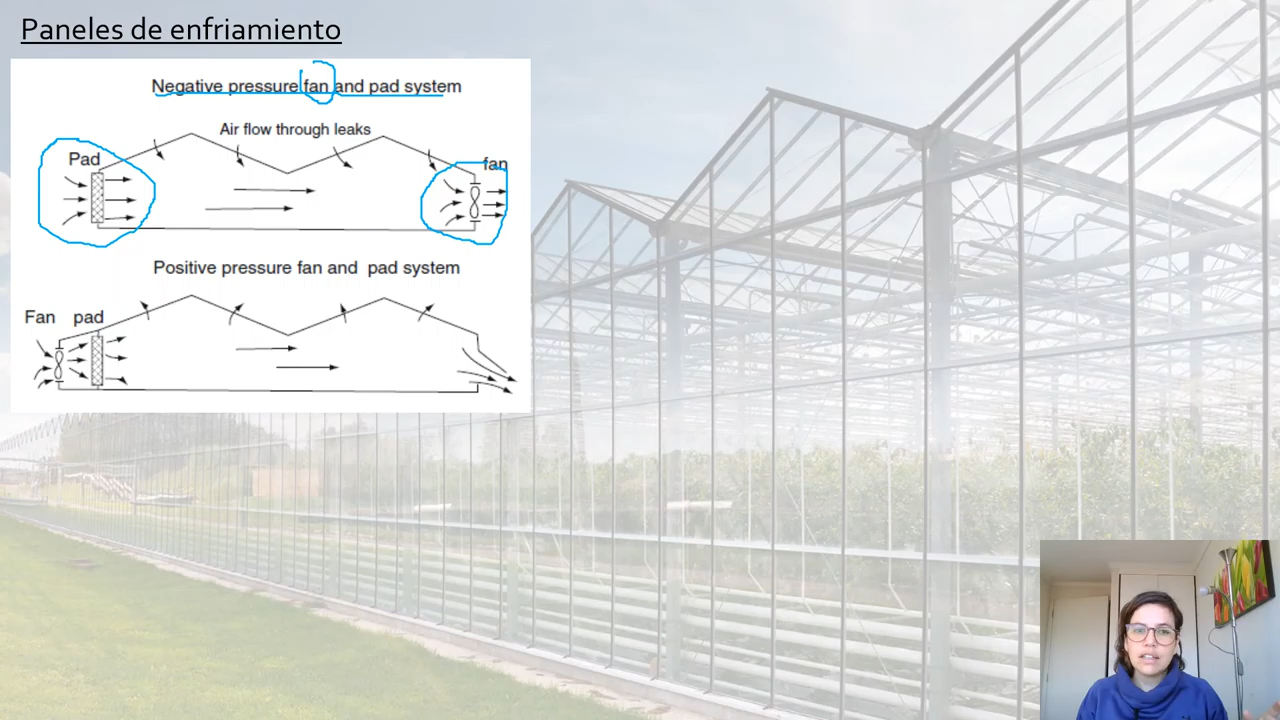 Paneles de enfriamiento
Negative pressure fan and pad system
Air flow through leaks
Pad
fan
Positive pressure fan and pad system
Fan pad